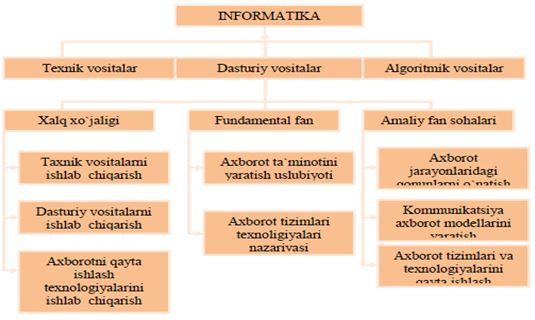 INFORMATIKA
Texnik vositalar
Dasturiy vositalar
Algoritmik vositalar
Xalq xo`jaligi
Fundamental fan
Amaliy fan sohalari
Taxnik vositalarni
ishlab chiqarish
Axborot ta`minotini
yaratish uslubiyoti
Axborot
jarayonlaridagi
qonunlarni o`rnatish
Dasturiy vositalarni
ishlab chiqarish
Axborot tizimlari
texnoligiyalari
nazariyasi
Kommunikatsiya
axborot modellarini
yaratish
Axborotni qayta
ishlash
texnologiyalarini
ishlab chiqarish
Axborot tizimlari va
texnologiyalarini
qayta ishlash